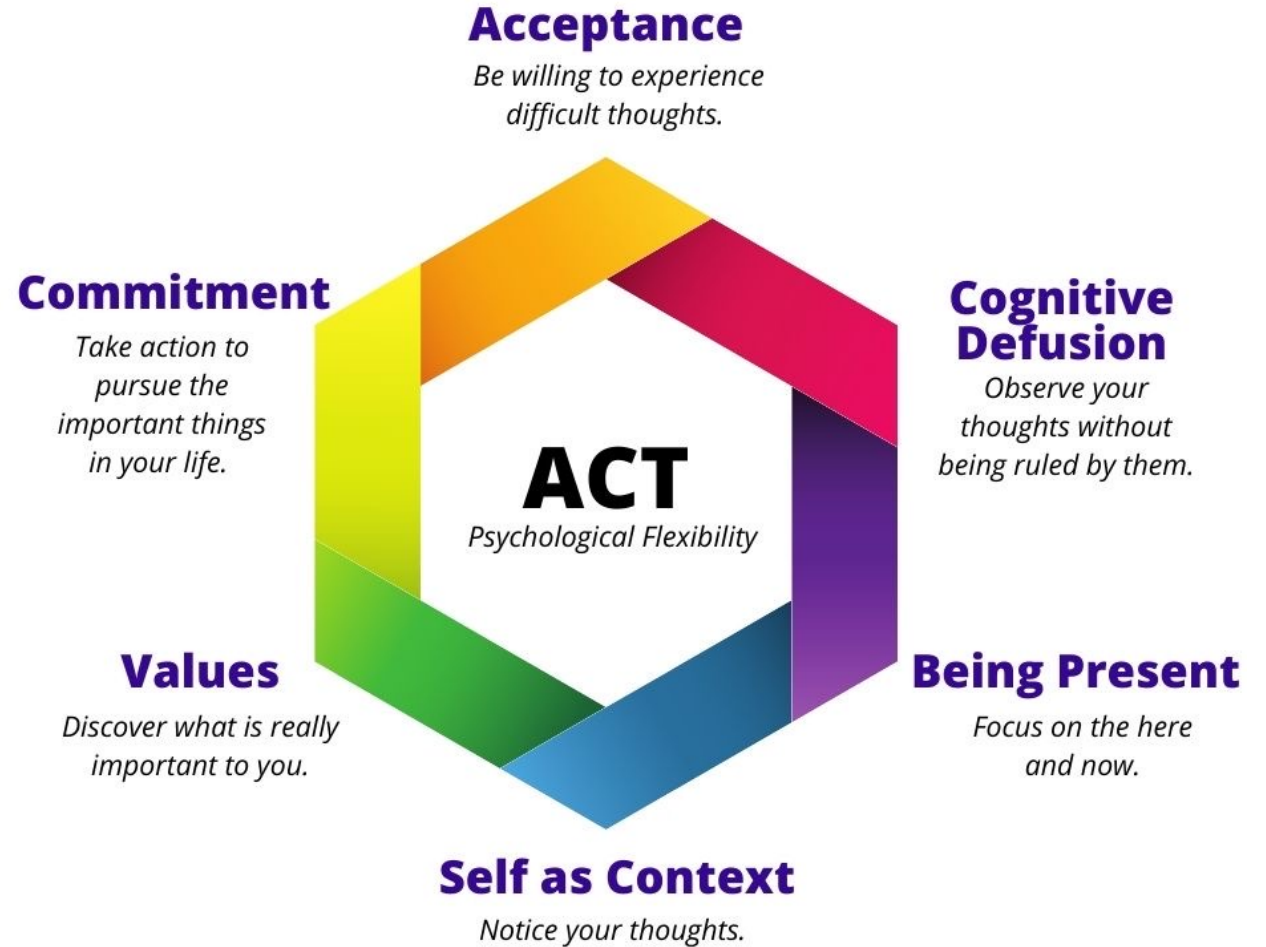 Acceptance
Be willing to experience
difficult thoughts.
Commitment
Take action to
pursue the
important things
in your life.
Cognitive
Defusion
Observe your
thoughts without
being ruled by them.
ACT
Psychological Flexibility
Values
Discover what is really
important to you.
Being Present
Focus on the here
and now.
Self as Context
Notice your thoughts.